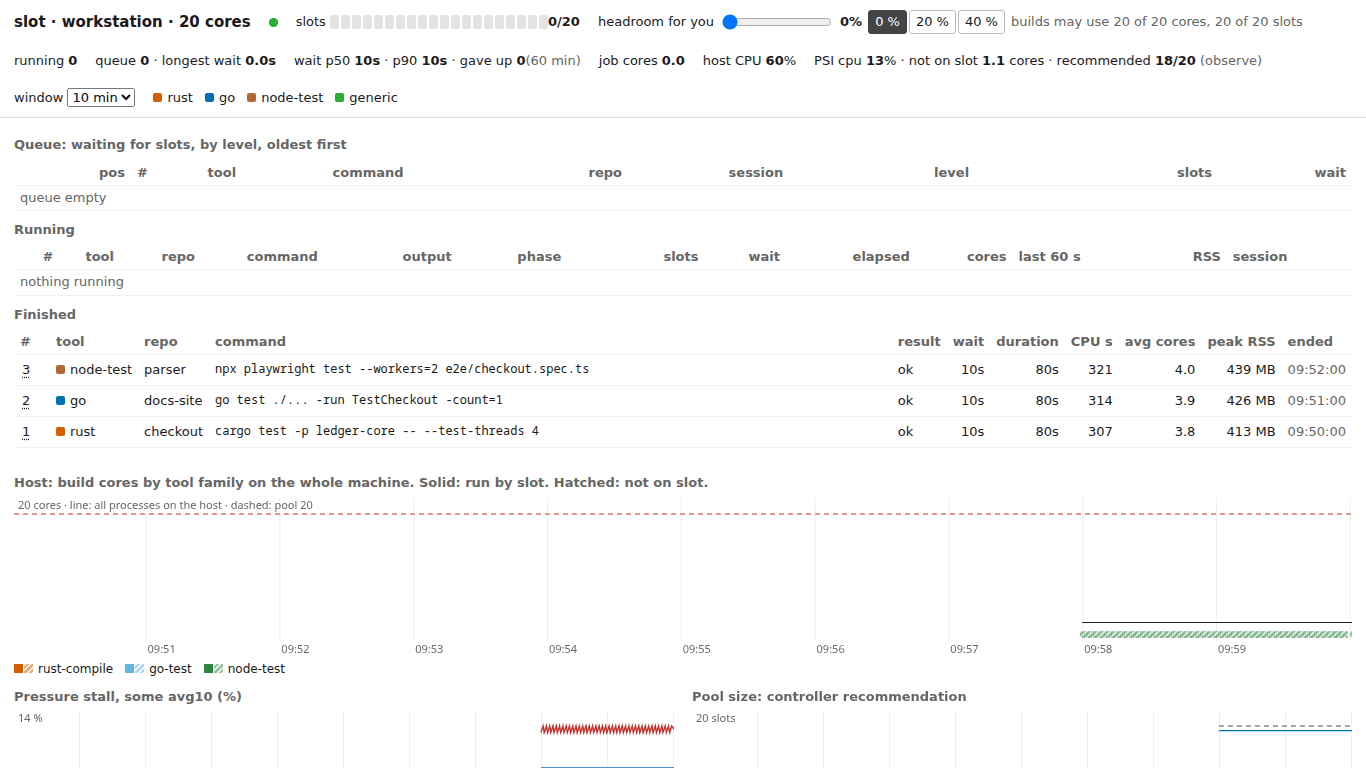 slot · workstation · 20 cores slots 0/20 headroom for you 0% 0 % 20 % 40 % builds may use 20 of 20 cores, 20 of 20 slots
running 0 queue 0 · longest wait 0.0s wait p50 10s · p90 10s · gave up 0(60 min) job cores 0.0 host CPU 60% PSI cpu 13% · not on slot 1.1 cores · recommended 18/20 (observe)
window 10 min rust go node-test generic
Queue: waiting for slots, by level, oldest first
pos # tool command repo session level slots wait
queue empty
Running
# tool repo command output phase slots wait elapsed cores last 60 s RSS session
nothing running
Finished
# tool repo command result wait duration CPU s avg cores peak RSS ended
3 node-test parser npx playwright test --workers=2 e2e/checkout.spec.ts ok 10s 80s 321 4.0 439 MB 09:52:00
2 go docs-site go test ./... -run TestCheckout -count=1 ok 10s 80s 314 3.9 426 MB 09:51:00
1 rust checkout cargo test -p ledger-core -- --test-threads 4 ok 10s 80s 307 3.8 413 MB 09:50:00
Host: build cores by tool family on the whole machine. Solid: run by slot. Hatched: not on slot.
20 cores · line: all processes on the host · dashed: pool 20
09:51 09:52 09:53 09:54 09:55 09:56 09:57 09:58 09:59
rust-compile go-test node-test
Pressure stall, some avg10 (%) Pool size: controller recommendation
14 % 20 slots